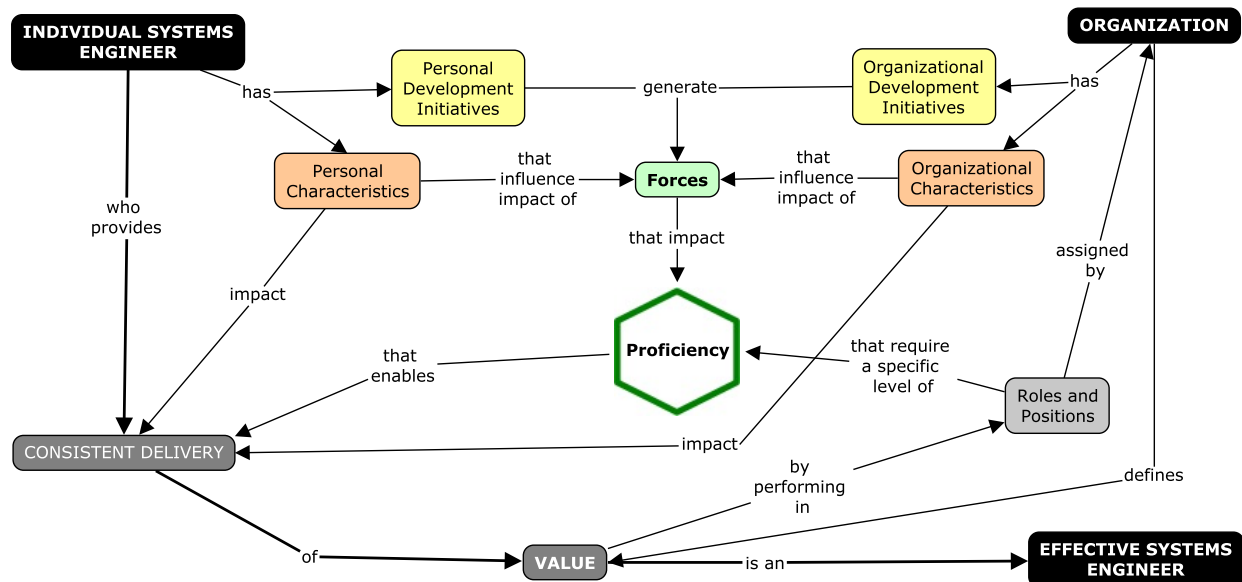 INDIVIDUAL SYSTEMS
ENGINEER
ORGANIZATION
Personal
Development
Initiatives
Organizational
Development
Initiatives
has
generate
has
Personal
Characteristics
that
influence
impact of
Forces
that
influence
impact of
Organizational
Characteristics
who
provides
that impact
assigned
by
impact
Proficiency
that
enables
that require
a specific
level of
Roles and
Positions
CONSISTENT DELIVERY
impact
by
performing
in
defines
of
VALUE
is an
EFFECTIVE SYSTEMS
ENGINEER